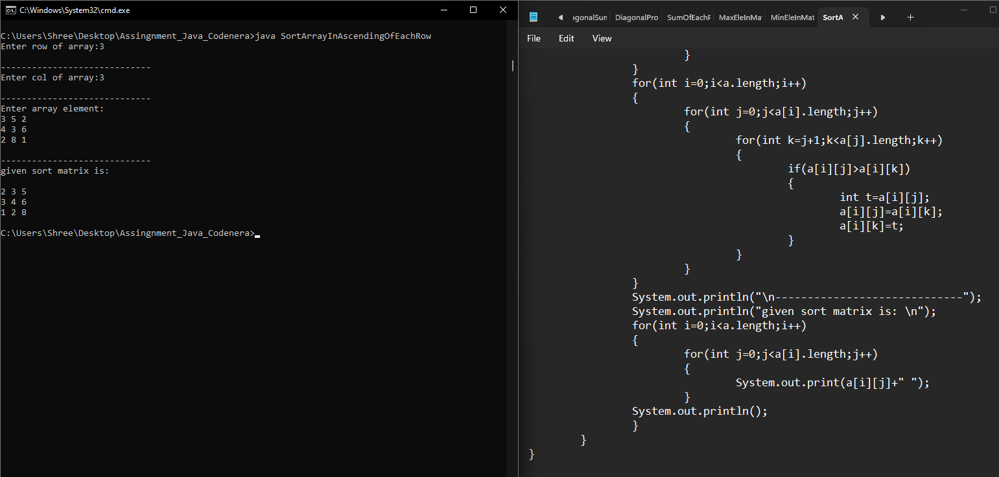 C:\Windows\System32\cmd.exe
C:\Users\Shree\Desktop\Assingnment_Java_Codenera>java SortArrayInAscendingOfEachRow
Enter row of array:3
-----------------------------
Enter col of array:3
-----------------------------
Enter array element:
3 5 2
4 3 6
2 8 1
-----------------------------
given sort matrix is:
2 3 5
3 4 6
1 2 8
C:\Users\Shree\Desktop\Assingnment_Java_Codenera>
agonalSun DiagonalPro SumOfEachF MaxEleInMa MinEleInMat SortA
File Edit View
}
}
for(int i=0;i<a.length;i++)
{
for(int j=0;j<a[i].length;j++)
{
for(int k=j+1;k<a[j].length;k++)
{
if(a[i][j]>a[i][k])
{
int t=a[i][j];
a[i][j]=a[i][k];
a[i][k]=t;
}
}
}
}
System.out.println("\n-----------------------------");
System.out.println("given sort matrix is: \n");
for(int i=0;i<a.length;i++)
{
for(int j=0;j<a[i].length;j++)
{
System.out.print(a[i][j]+" ");
}
System.out.println();
}
}
}